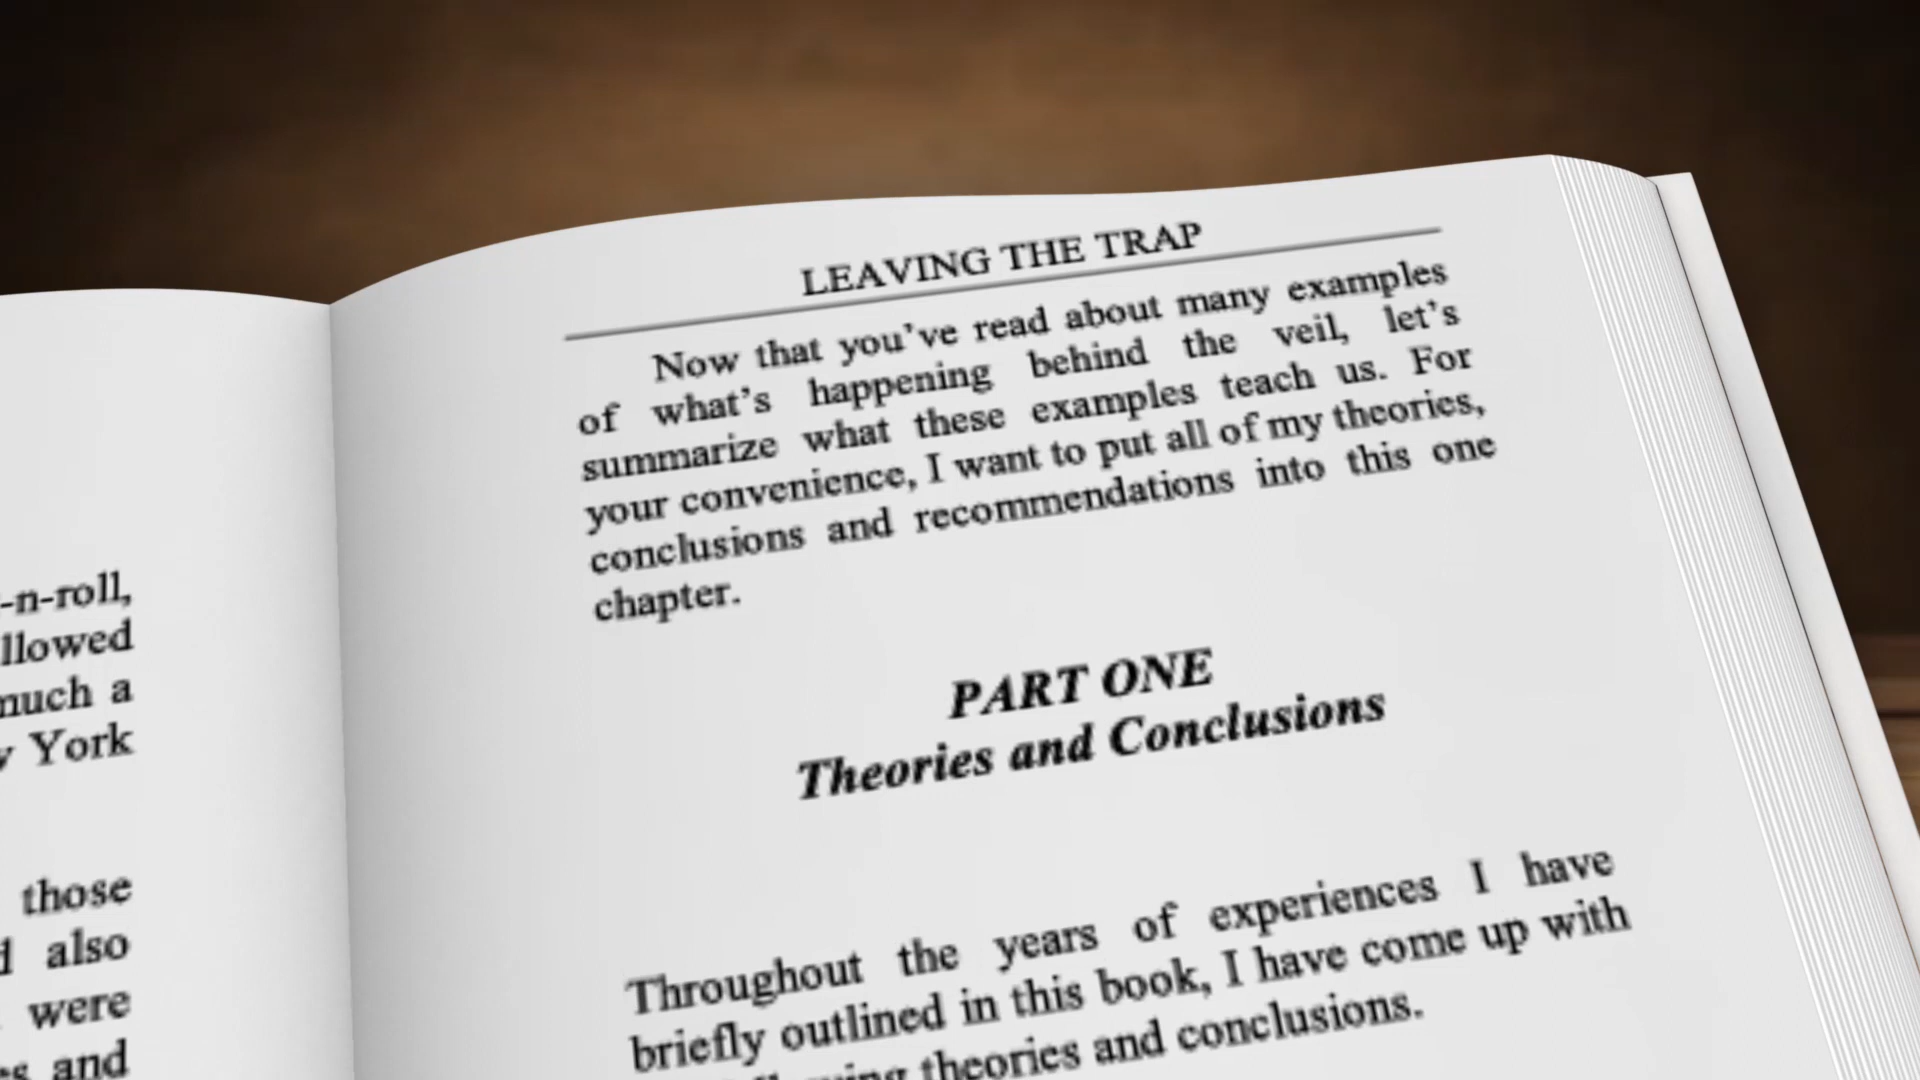 -n-roll,
much a
York
those
also
were
and
LEAVING THE TRAP
Now that you’ve read about many examples
of what’s happening behind the veil, let’s
summarize what these examples teach us. For
your convenience, I want to put all of my theories,
conclusions and recommendations into this one
chapter.
PART ONE
Theories and Conclusions
Throughout the years of experiences I have
briefly outlined in this book, I have come up with
theories and conclusions.